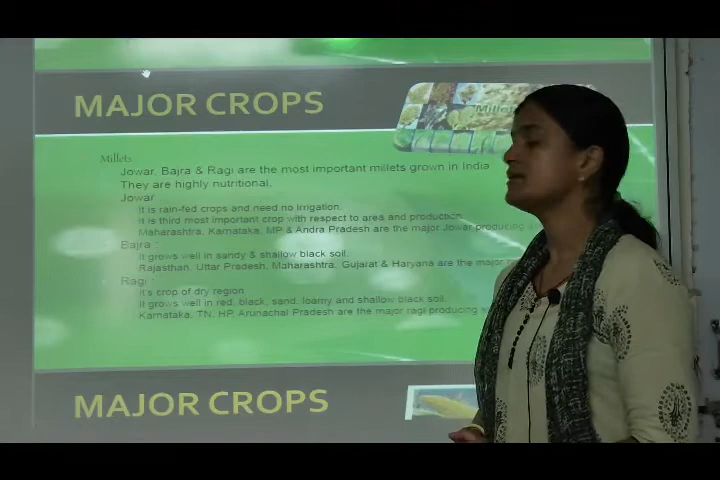 MAJOR CROPS
Millets
Millets
Jowar, Bajra & Ragi are the most important millets grown in India
They are highly nutritional.
Jowar :
It is rain-fed crops and need no Irrigation.
It is third most important crop with respect to area and production.
Maharashtra, Karnataka, MP & Andra Pradesh are the major Jowar producing
Bajra :
It grows well in sandy & shallow black soil.
Rajasthan, Uttar Pradesh, Maharashtra, Gujarat & Haryana are the major
Ragi :
It's crop of dry region.
It grows well in red, black, sand, loamy and shallow black soil.
Karnataka, TN, HP, Arunachal Pradesh are the major ragi producing
MAJOR CROPS